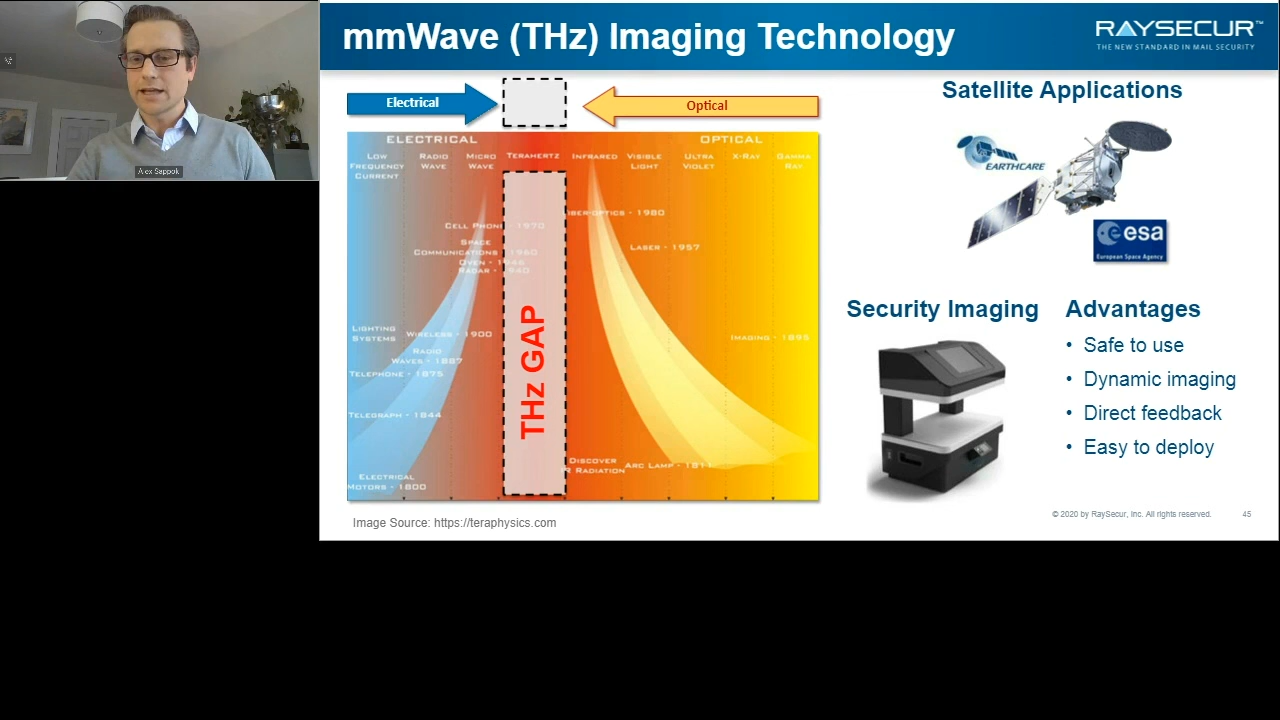 Alex Sappok
mmWave (THz) Imaging Technology
RAYSECUR™
THE NEW STANDARD IN MAIL SECURITY
Electrical
Optical
ELECTRICAL
OPTICAL
LOW FREQUENCY CURRENT
RADIO WAVE
MICRO WAVE
TERAHERTZ
INFRARED
VISIBLE LIGHT
ULTRA VIOLET
X-RAY
GAMMA RAY
FIBER OPTICS • 1980
CELL PHONE • 1970
LASER • 1957
SPACE COMMUNICATIONS • 1960
OVEN • 1946
RADAR • 1940
LIGHTING SYSTEMS
WIRELESS • 1900
IMAGING • 1895
RADIO WAVES • 1887
TELEPHONE • 1875
TELEGRAPH • 1844
DISCOVER
IR RADIATION
ARC LAMP • 1811
ELECTRICAL MOTORS • 1800
THz GAP
Image Source: https://teraphysics.com
Satellite Applications
EARTHCARE
esa
European Space Agency
Security Imaging
Advantages
• Safe to use
• Dynamic imaging
• Direct feedback
• Easy to deploy
© 2020 by RaySecur, Inc. All rights reserved.
45